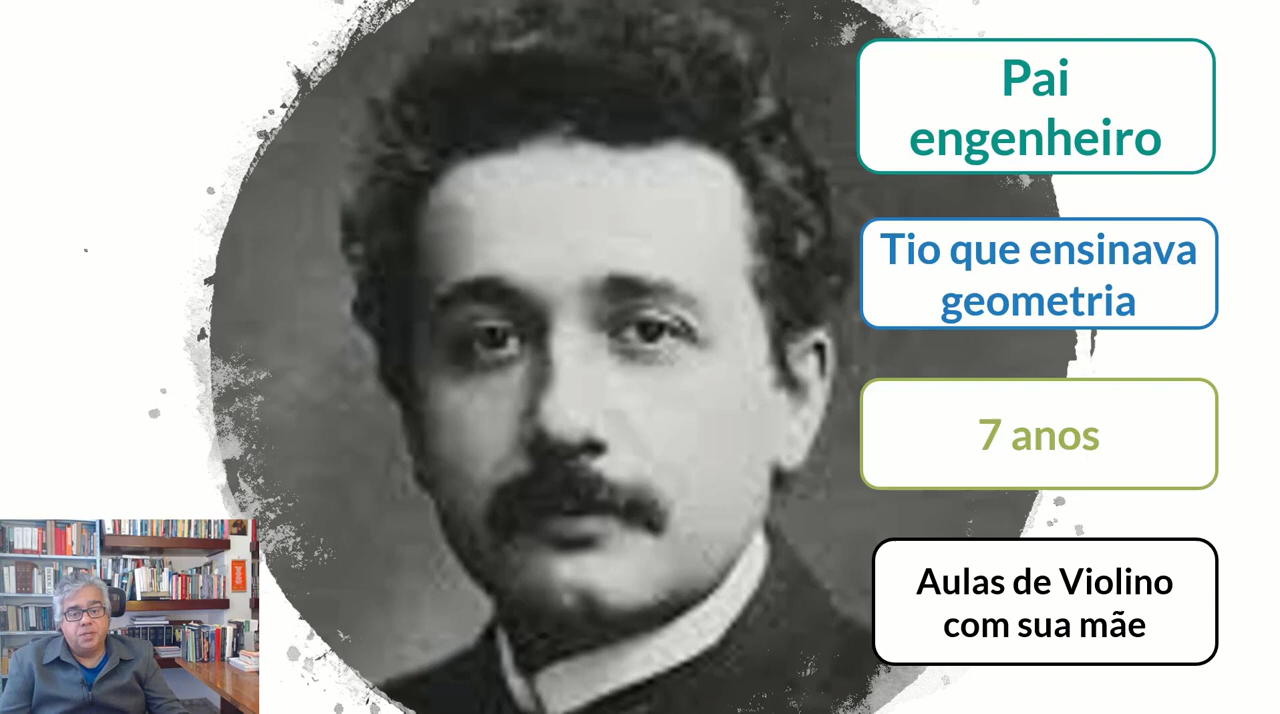 Pai
engenheiro
Tio que ensinava
geometria
7 anos
Aulas de Violino
com sua mãe